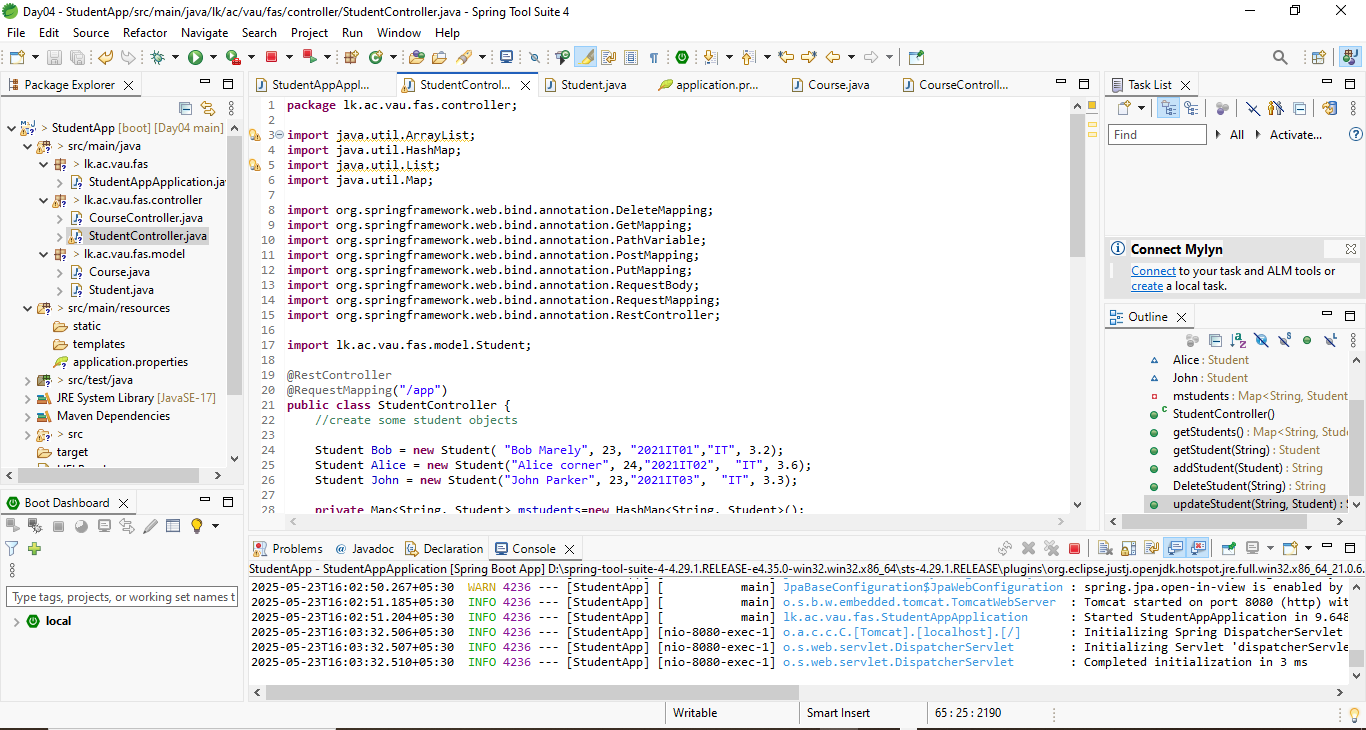 Day04 - StudentApp/src/main/java/lk/ac/vau/fas/controller/StudentController.java - Spring Tool Suite 4
File Edit Source Refactor Navigate Search Project Run Window Help
Package Explorer
StudentApp [boot] [Day04 main]
src/main/java
lk.ac.vau.fas
StudentAppApplication.ja
lk.ac.vau.fas.controller
CourseController.java
StudentController.java
lk.ac.vau.fas.model
Course.java
Student.java
src/main/resources
static
templates
application.properties
src/test/java
JRE System Library [JavaSE-17]
Maven Dependencies
src
target
Boot Dashboard
Type tags, projects, or working set names t
local
StudentAppAppl... StudentControl... Student.java application.pr... Course.java CourseControll...
1 package lk.ac.vau.fas.controller;
2
3 import java.util.ArrayList;
4 import java.util.HashMap;
5 import java.util.List;
6 import java.util.Map;
7
8 import org.springframework.web.bind.annotation.DeleteMapping;
9 import org.springframework.web.bind.annotation.GetMapping;
10 import org.springframework.web.bind.annotation.PathVariable;
11 import org.springframework.web.bind.annotation.PostMapping;
12 import org.springframework.web.bind.annotation.PutMapping;
13 import org.springframework.web.bind.annotation.RequestBody;
14 import org.springframework.web.bind.annotation.RequestMapping;
15 import org.springframework.web.bind.annotation.RestController;
16
17 import lk.ac.vau.fas.model.Student;
18
19 @RestController
20 @RequestMapping("/app")
21 public class StudentController {
22 //create some student objects
23
24 Student Bob = new Student( "Bob Marely", 23, "2021IT01","IT", 3.2);
25 Student Alice = new Student("Alice corner", 24,"2021IT02", "IT", 3.6);
26 Student John = new Student("John Parker", 23,"2021IT03", "IT", 3.3);
27
28 private Map<String, Student> mstudents=new HashMap<String, Student>();
Task List
Find All Activate...
Connect Mylyn
Connect to your task and ALM tools or
create a local task.
Outline
Alice : Student
John : Student
mstudents : Map<String, Student
StudentController()
getStudents() : Map<String, Stude
getStudent(String) : Student
addStudent(Student) : String
DeleteStudent(String) : String
updateStudent(String, Student) : S
Problems Javadoc Declaration Console
StudentApp - StudentAppApplication [Spring Boot App] D:\spring-tool-suite-4-4.29.1.RELEASE-e4.35.0-win32.win32.x86_64\sts-4.29.1.RELEASE\plugins\org.eclipse.justj.openjdk.hotspot.jre.full.win32.x86_64_21.0.6.
2025-05-23T16:02:50.267+05:30 WARN 4236 --- [StudentApp] [ main] JpaBaseConfiguration$JpaWebConfiguration : spring.jpa.open-in-view is enabled by
2025-05-23T16:02:51.185+05:30 INFO 4236 --- [StudentApp] [ main] o.s.b.w.embedded.tomcat.TomcatWebServer : Tomcat started on port 8080 (http) wit
2025-05-23T16:02:51.204+05:30 INFO 4236 --- [StudentApp] [ main] lk.ac.vau.fas.StudentAppApplication : Started StudentAppApplication in 9.648
2025-05-23T16:03:32.506+05:30 INFO 4236 --- [StudentApp] [nio-8080-exec-1] o.a.c.c.C.[Tomcat].[localhost].[/] : Initializing Spring DispatcherServlet
2025-05-23T16:03:32.507+05:30 INFO 4236 --- [StudentApp] [nio-8080-exec-1] o.s.web.servlet.DispatcherServlet : Initializing Servlet 'dispatcherServle
2025-05-23T16:03:32.510+05:30 INFO 4236 --- [StudentApp] [nio-8080-exec-1] o.s.web.servlet.DispatcherServlet : Completed initialization in 3 ms
Writable Smart Insert 65 : 25 : 2190